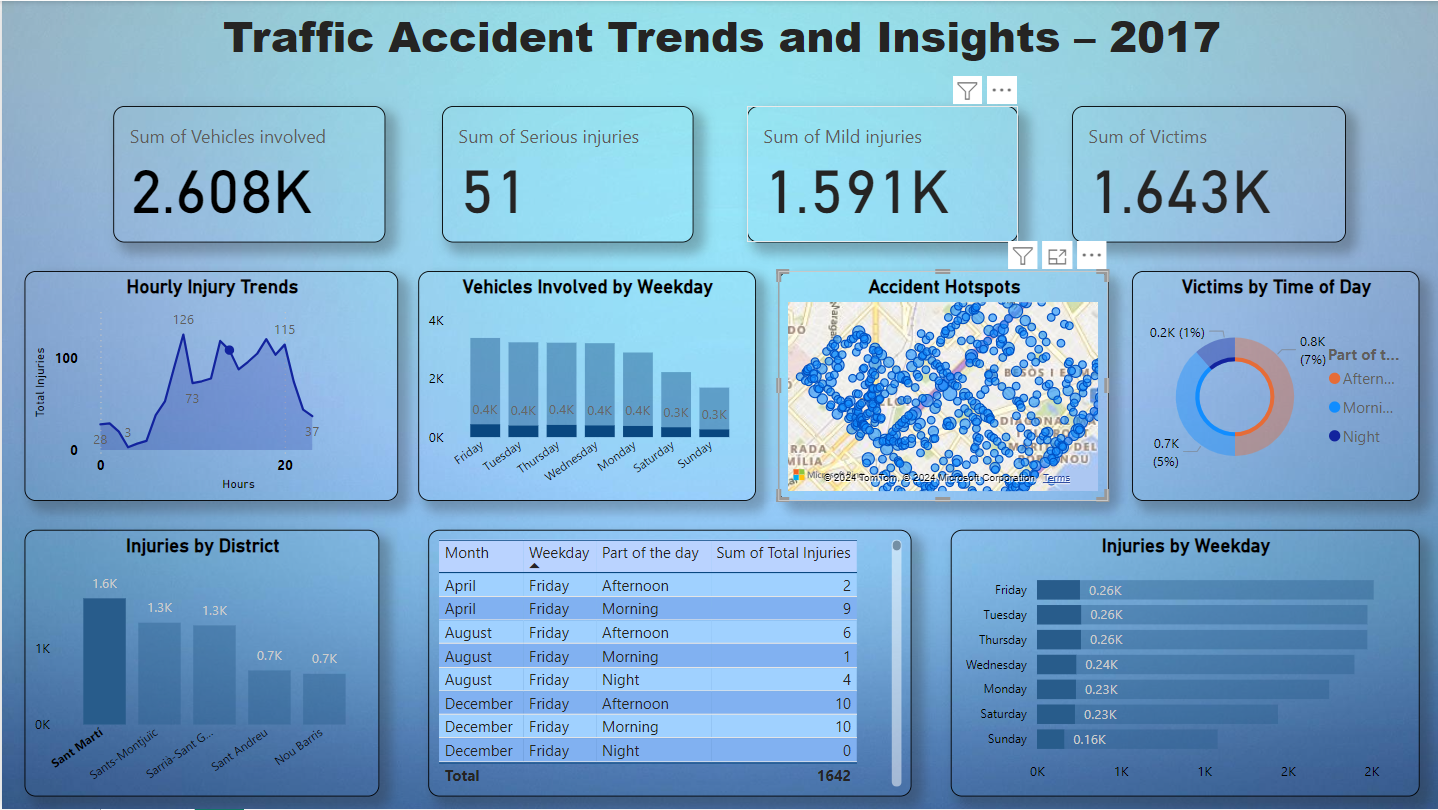 Traffic Accident Trends and Insights – 2017
Sum of Vehicles involved
2.608K
Sum of Serious injuries
51
Sum of Mild injuries
1.591K
Sum of Victims
1.643K
Hourly Injury Trends
Total Injuries
100
0
126
115
73
28
3
37
0
20
Hours
Vehicles Involved by Weekday
4K
2K
0K
0.4K
0.4K
0.4K
0.4K
0.4K
0.3K
0.3K
Friday
Tuesday
Thursday
Wednesday
Monday
Saturday
Sunday
Accident Hotspots
DÓ
BESÒS I E
DIAGONAL
RADA
MÍLIA
Microsoft
© 2024 TomTom, © 2024 Microsoft Corporation Terms
Victims by Time of Day
0.2K (1%)
0.8K
(7%)
0.7K
(5%)
Part of t...
Aftern...
Morni...
Night
Injuries by District
1K
0K
1.6K
1.3K
1.3K
0.7K
0.7K
Sant Martí
Sants-Montjuïc
Sarria-Sant G...
Sant Andreu
Nou Barris
Month Weekday Part of the day Sum of Total Injuries
April Friday Afternoon 2
April Friday Morning 9
August Friday Afternoon 6
August Friday Morning 1
August Friday Night 4
December Friday Afternoon 10
December Friday Morning 10
December Friday Night 0
Total 1642
Injuries by Weekday
Friday 0.26K
Tuesday 0.26K
Thursday 0.26K
Wednesday 0.24K
Monday 0.23K
Saturday 0.23K
Sunday 0.16K
0K 1K 1K 2K 2K